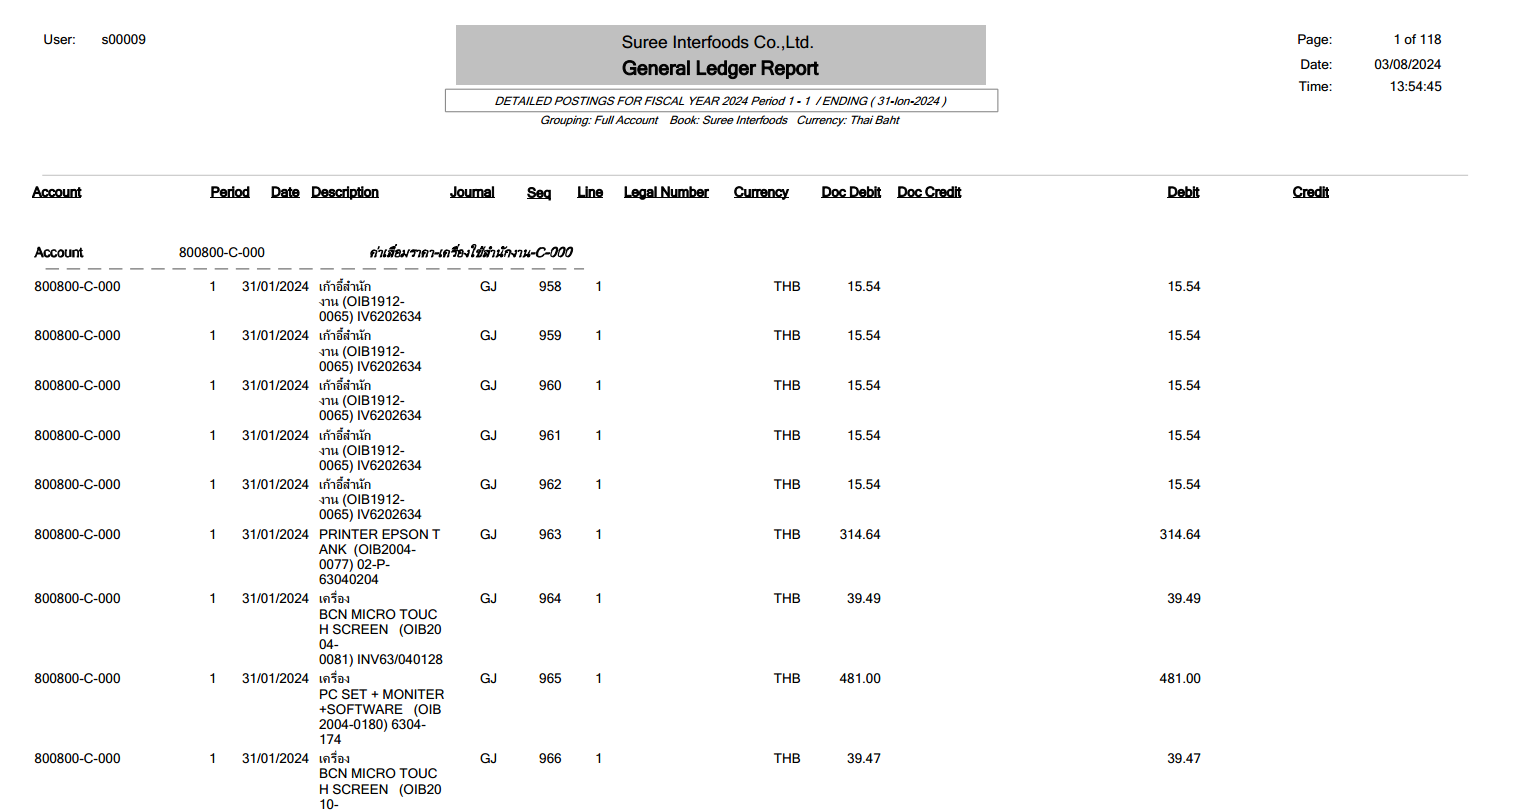 User: s00009
Suree Interfoods Co.,Ltd.
General Ledger Report
Page: 1 of 118
Date: 03/08/2024
Time: 13:54:45
DETAILED POSTINGS FOR FISCAL YEAR 2024 Period 1 - 1 / ENDING ( 31-Ion-2024 )
Grouping: Full Account Book: Suree Interfoods Currency: Thai Baht
Account Period Date Description Journal Seq Line Legal Number Currency Doc Debit Doc Credit Debit Credit
Account 800800-C-000 ค่าเสื่อมราคา-เครื่องใช้สำนักงาน-C-000
800800-C-000 1 31/01/2024 เก้าอี้สำนัก GJ 958 1 THB 15.54 15.54
งาน (OIB1912-
0065) IV6202634
800800-C-000 1 31/01/2024 เก้าอี้สำนัก GJ 959 1 THB 15.54 15.54
งาน (OIB1912-
0065) IV6202634
800800-C-000 1 31/01/2024 เก้าอี้สำนัก GJ 960 1 THB 15.54 15.54
งาน (OIB1912-
0065) IV6202634
800800-C-000 1 31/01/2024 เก้าอี้สำนัก GJ 961 1 THB 15.54 15.54
งาน (OIB1912-
0065) IV6202634
800800-C-000 1 31/01/2024 เก้าอี้สำนัก GJ 962 1 THB 15.54 15.54
งาน (OIB1912-
0065) IV6202634
800800-C-000 1 31/01/2024 PRINTER EPSON T GJ 963 1 THB 314.64 314.64
ANK (OIB2004-
0077) 02-P-
63040204
800800-C-000 1 31/01/2024 เครื่อง GJ 964 1 THB 39.49 39.49
BCN MICRO TOUC
H SCREEN (OIB20
04-
0081) INV63/040128
800800-C-000 1 31/01/2024 เครื่อง GJ 965 1 THB 481.00 481.00
PC SET + MONITER
+SOFTWARE (OIB
2004-0180) 6304-
174
800800-C-000 1 31/01/2024 เครื่อง GJ 966 1 THB 39.47 39.47
BCN MICRO TOUC
H SCREEN (OIB20
10-